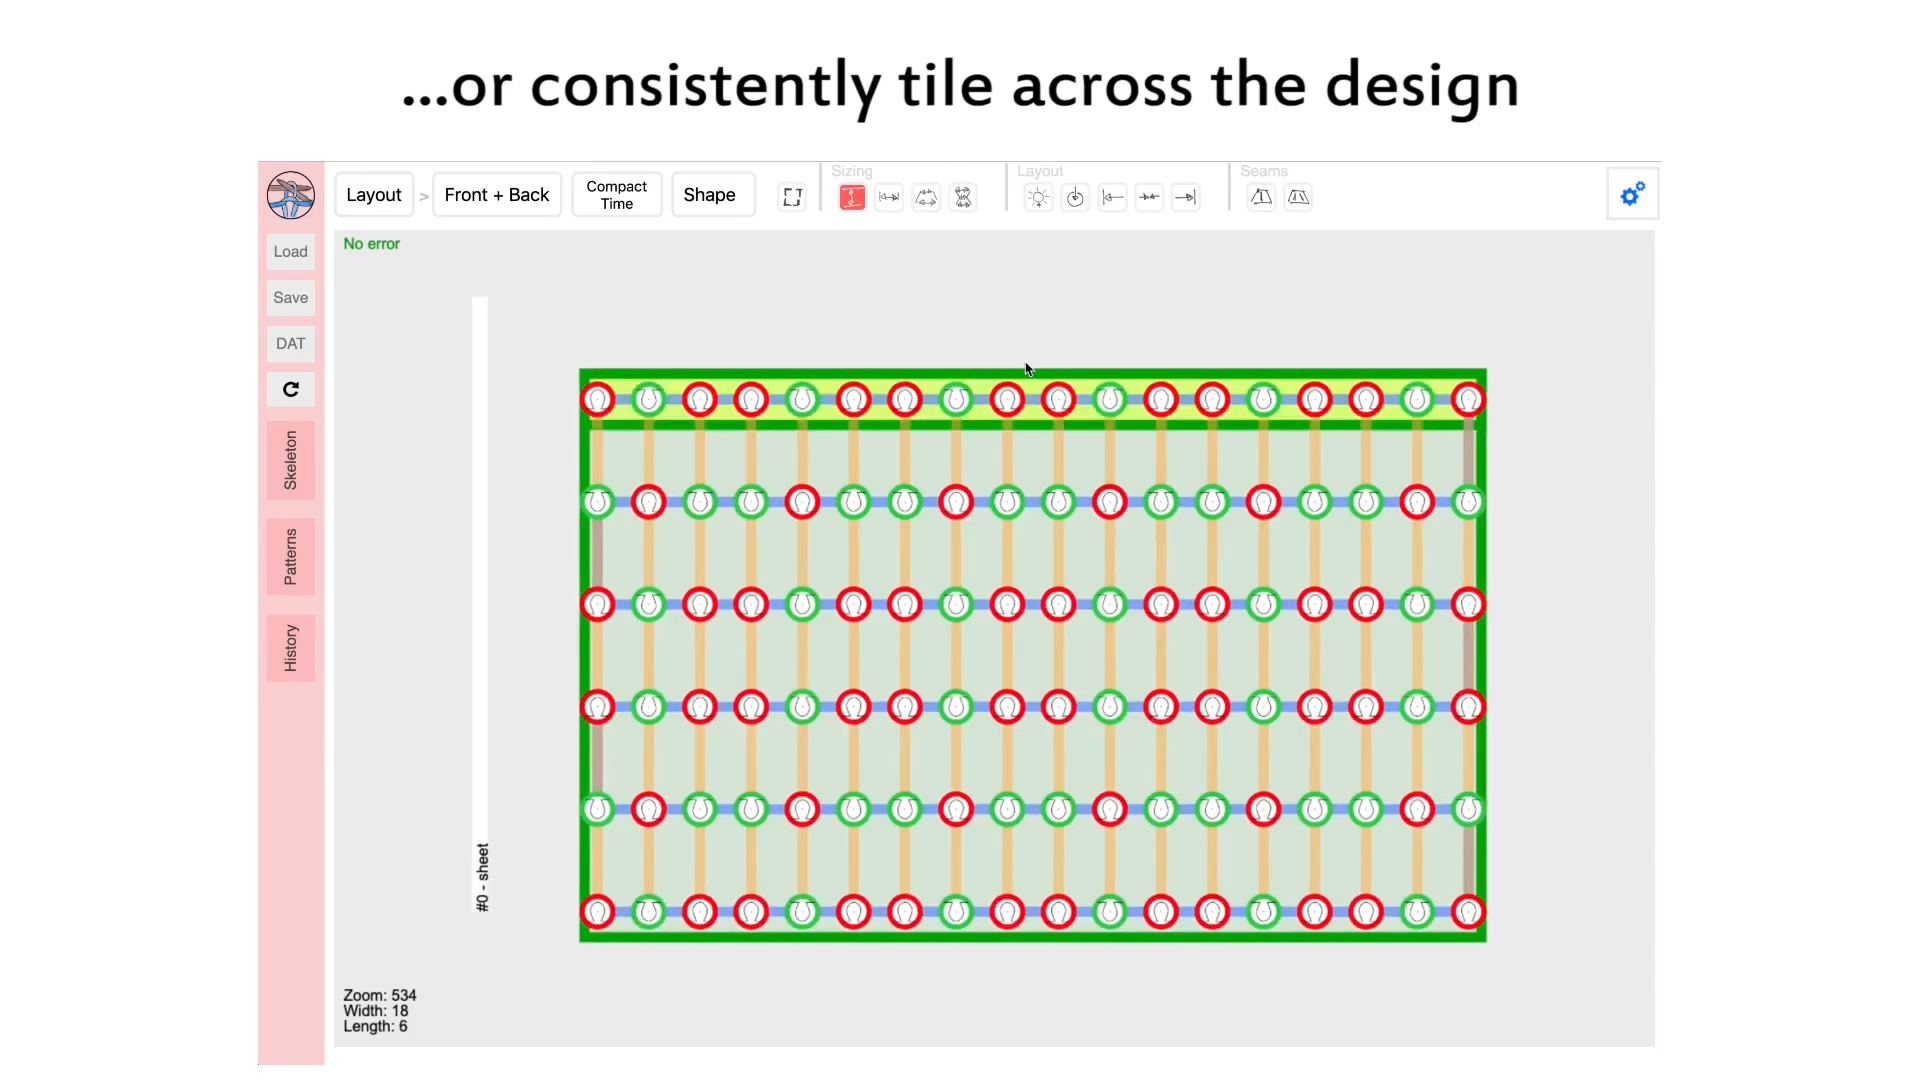 ...or consistently tile across the design
Sizing
Layout
Seams
Layout > Front + Back
Compact
Time
Shape
Load
No error
Save
DAT
Skeleton
Patterns
History
#0 - sheet
Zoom: 534
Width: 18
Length: 6